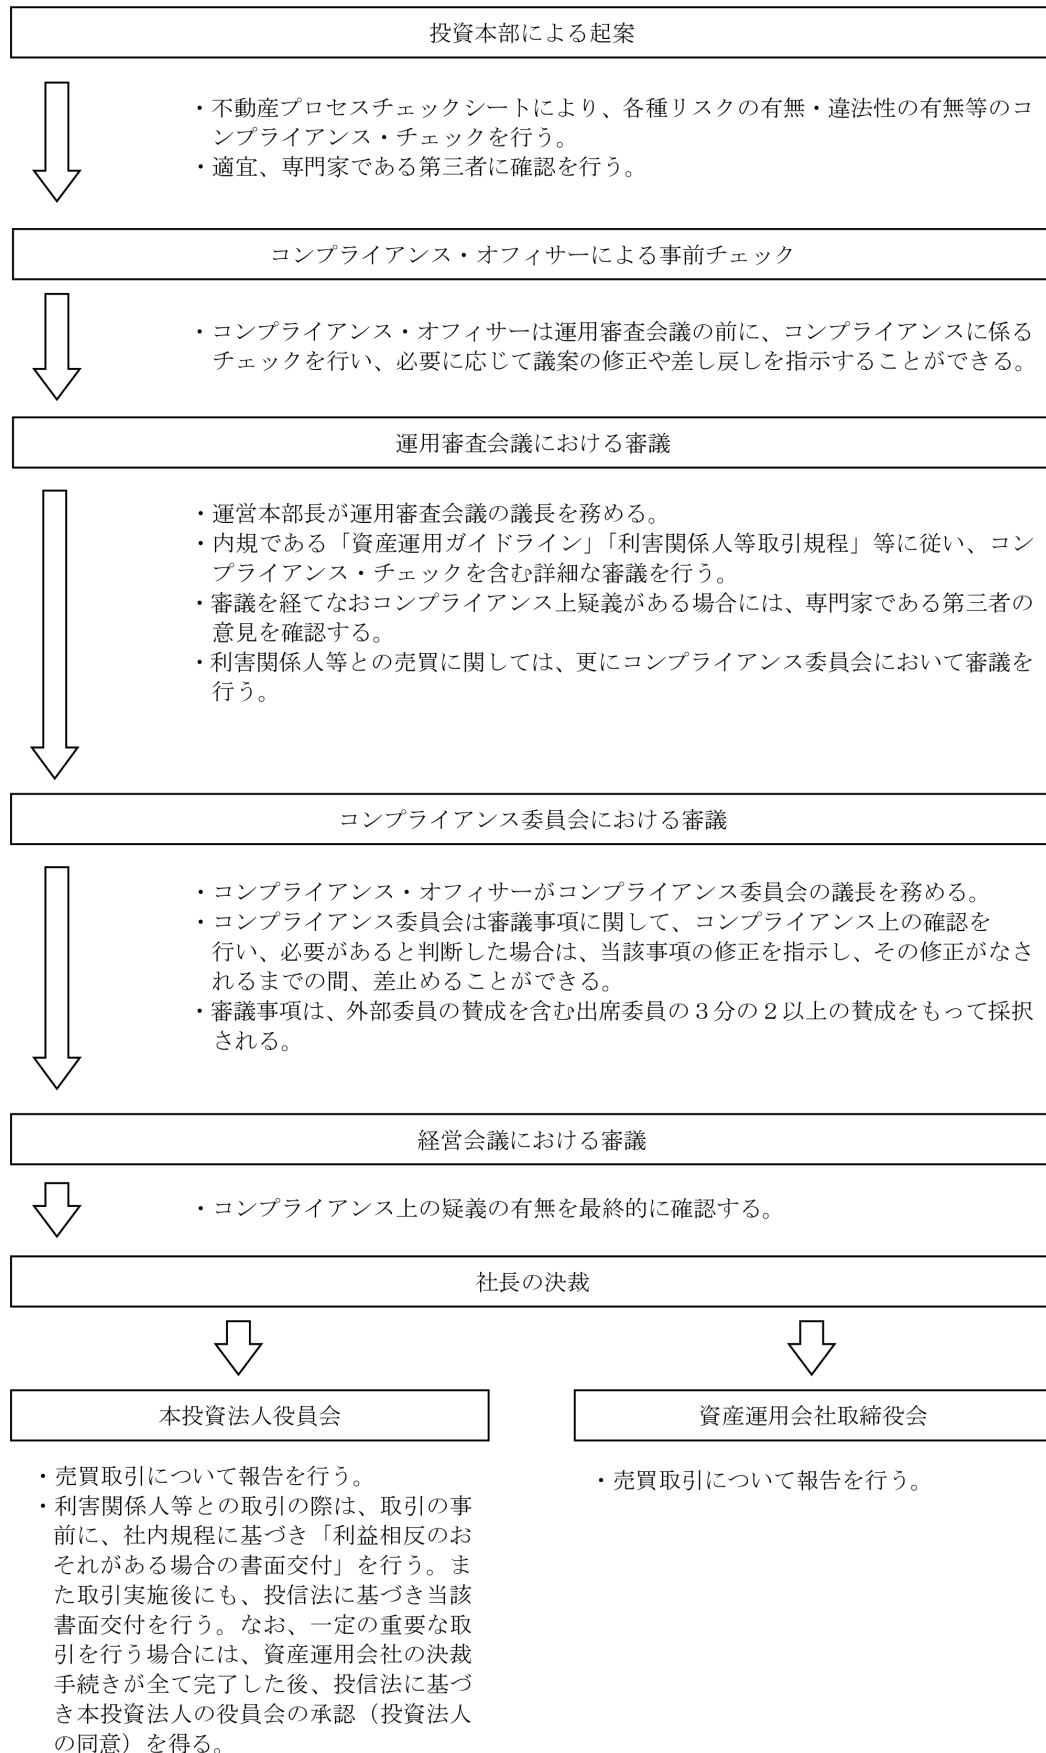 投資本部による起案
・不動産プロセスチェックシートにより、各種リスクの有無・違法性の有無等のコ
ンプライアンス・チェックを行う。
・適宜、専門家である第三者に確認を行う。
コンプライアンス・オフィサーによる事前チェック
・コンプライアンス・オフィサーは運用審査会議の前に、コンプライアンスに係る
チェックを行い、必要に応じて議案の修正や差し戻しを指示することができる。
運用審査会議における審議
・運営本部長が運用審査会議の議長を務める。
・内規である「資産運用ガイドライン」「利害関係人等取引規程」等に従い、コン
プライアンス・チェックを含む詳細な審議を行う。
・審議を経てなおコンプライアンス上疑義がある場合には、専門家である第三者の
意見を確認する。
・利害関係人等との売買に関しては、更にコンプライアンス委員会において審議を
行う。
コンプライアンス委員会における審議
・コンプライアンス・オフィサーがコンプライアンス委員会の議長を務める。
・コンプライアンス委員会は審議事項に関して、コンプライアンス上の確認を
行い、必要があると判断した場合は、当該事項の修正を指示し、その修正がなさ
れるまでの間、差止めることができる。
・審議事項は、外部委員の賛成を含む出席委員の３分の２以上の賛成をもって採択
される。
経営会議における審議
・コンプライアンス上の疑義の有無を最終的に確認する。
社長の決裁
本投資法人役員会
・売買取引について報告を行う。
・利害関係人等との取引の際は、取引の事
前に、社内規程に基づき「利益相反のお
それがある場合の書面交付」を行う。ま
た取引実施後にも、投信法に基づき当該
書面交付を行う。なお、一定の重要な取
引を行う場合には、資産運用会社の決裁
手続きが全て完了した後、投信法に基づ
き本投資法人の役員会の承認（投資法人
の同意）を得る。
資産運用会社取締役会
・売買取引について報告を行う。